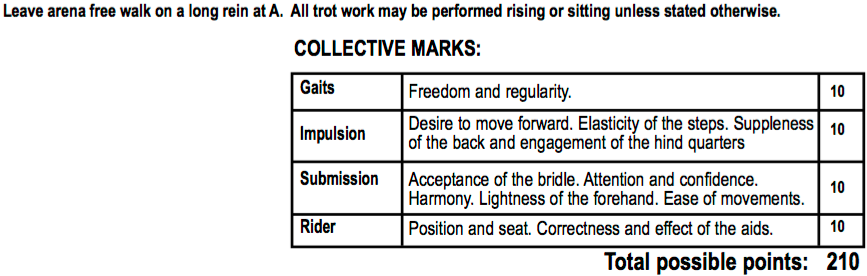 Leave arena free walk on a long rein at A. All trot work may be performed rising or sitting unless stated otherwise.
COLLECTIVE MARKS:
Gaits Freedom and regularity. 10
Impulsion Desire to move forward. Elasticity of the steps. Suppleness of the back and engagement of the hind quarters 10
Submission Acceptance of the bridle. Attention and confidence. Harmony. Lightness of the forehand. Ease of movements. 10
Rider Position and seat. Correctness and effect of the aids. 10
Total possible points: 210